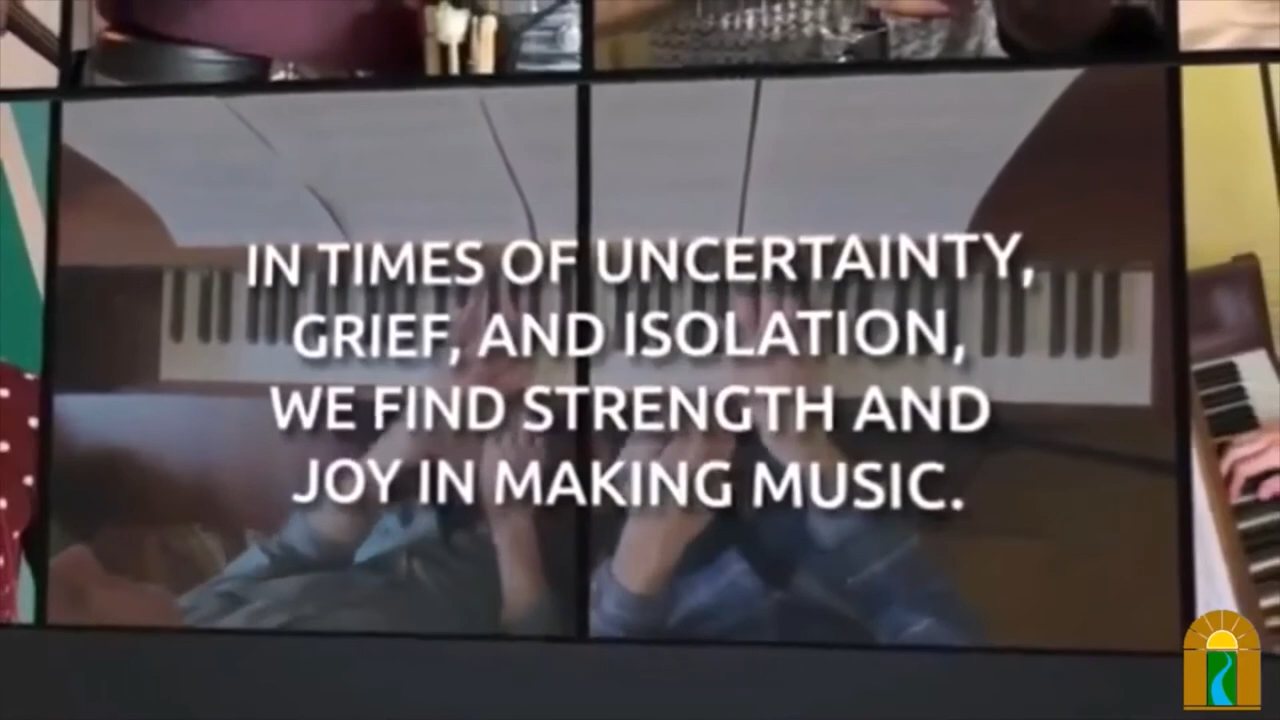 IN TIMES OF UNCERTAINTY,
GRIEF, AND ISOLATION,
WE FIND STRENGTH AND
JOY IN MAKING MUSIC.